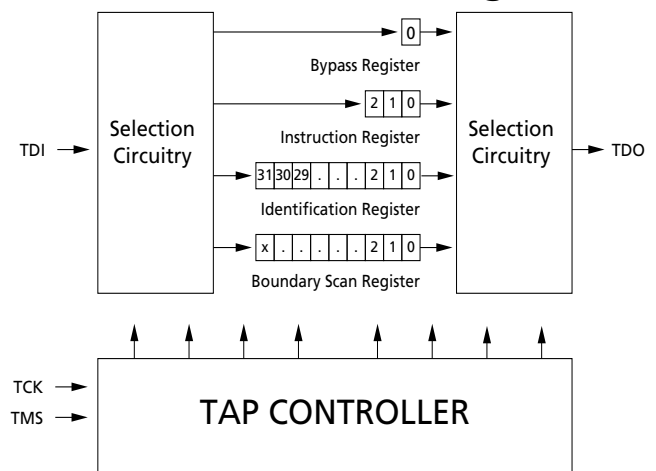 0
Bypass Register
2 1 0
Selection
Circuitry
Instruction Register
Selection
Circuitry
TDI
TDO
31 30 29 . . . 2 1 0
Identification Register
x . . . . . 2 1 0
Boundary Scan Register
TCK
TMS
TAP CONTROLLER